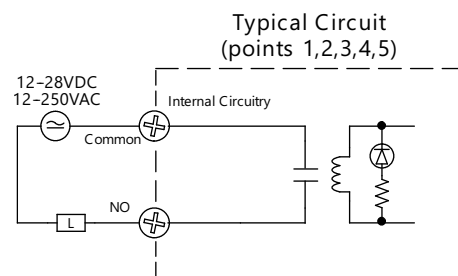 Typical Circuit
(points 1,2,3,4,5)
12-28VDC
12-250VAC
Internal Circuitry
Common
NO
L